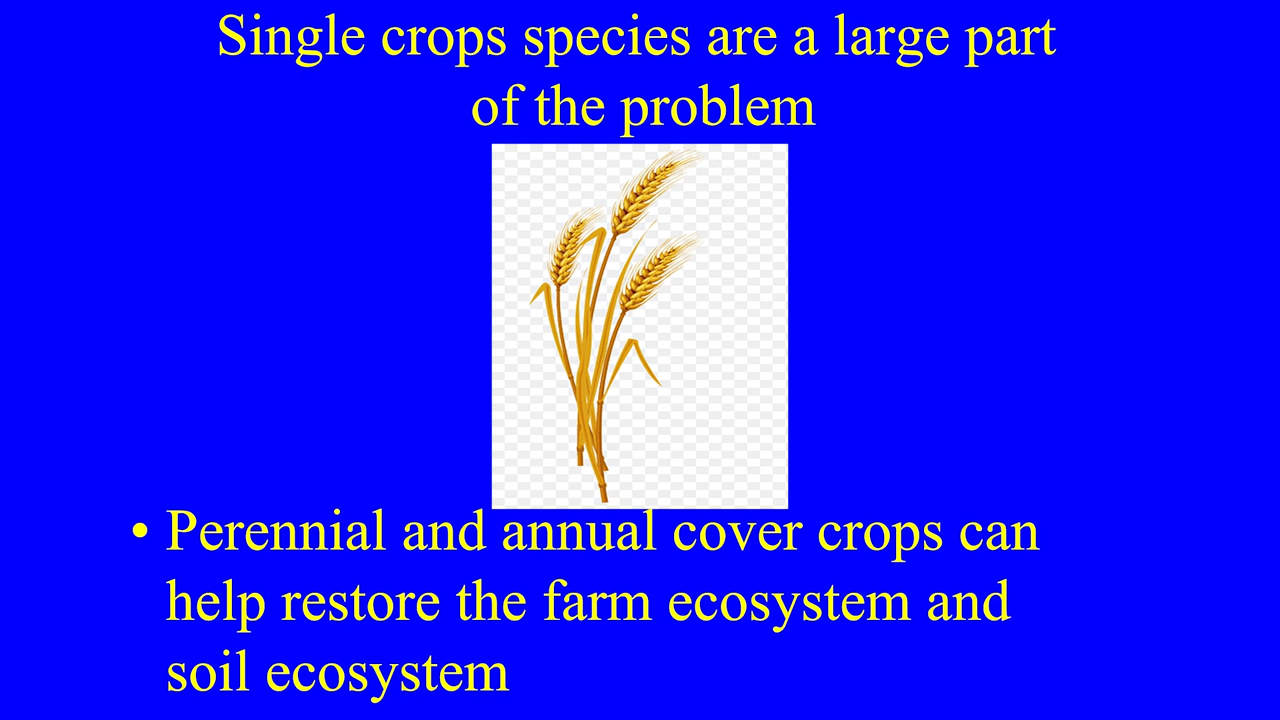 Single crops species are a large part
of the problem
• Perennial and annual cover crops can
help restore the farm ecosystem and
soil ecosystem